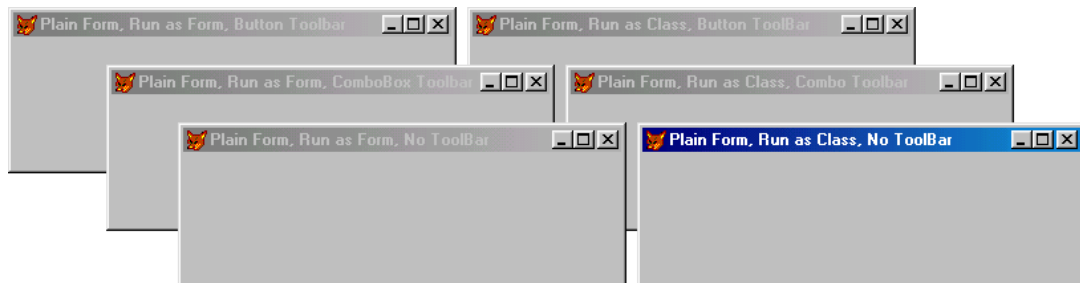 Plain Form, Run as Form, Button Toolbar
Plain Form, Run as Class, Button ToolBar
Plain Form, Run as Form, ComboBox Toolbar
Plain Form, Run as Class, Combo Toolbar
Plain Form, Run as Form, No ToolBar
Plain Form, Run as Class, No ToolBar